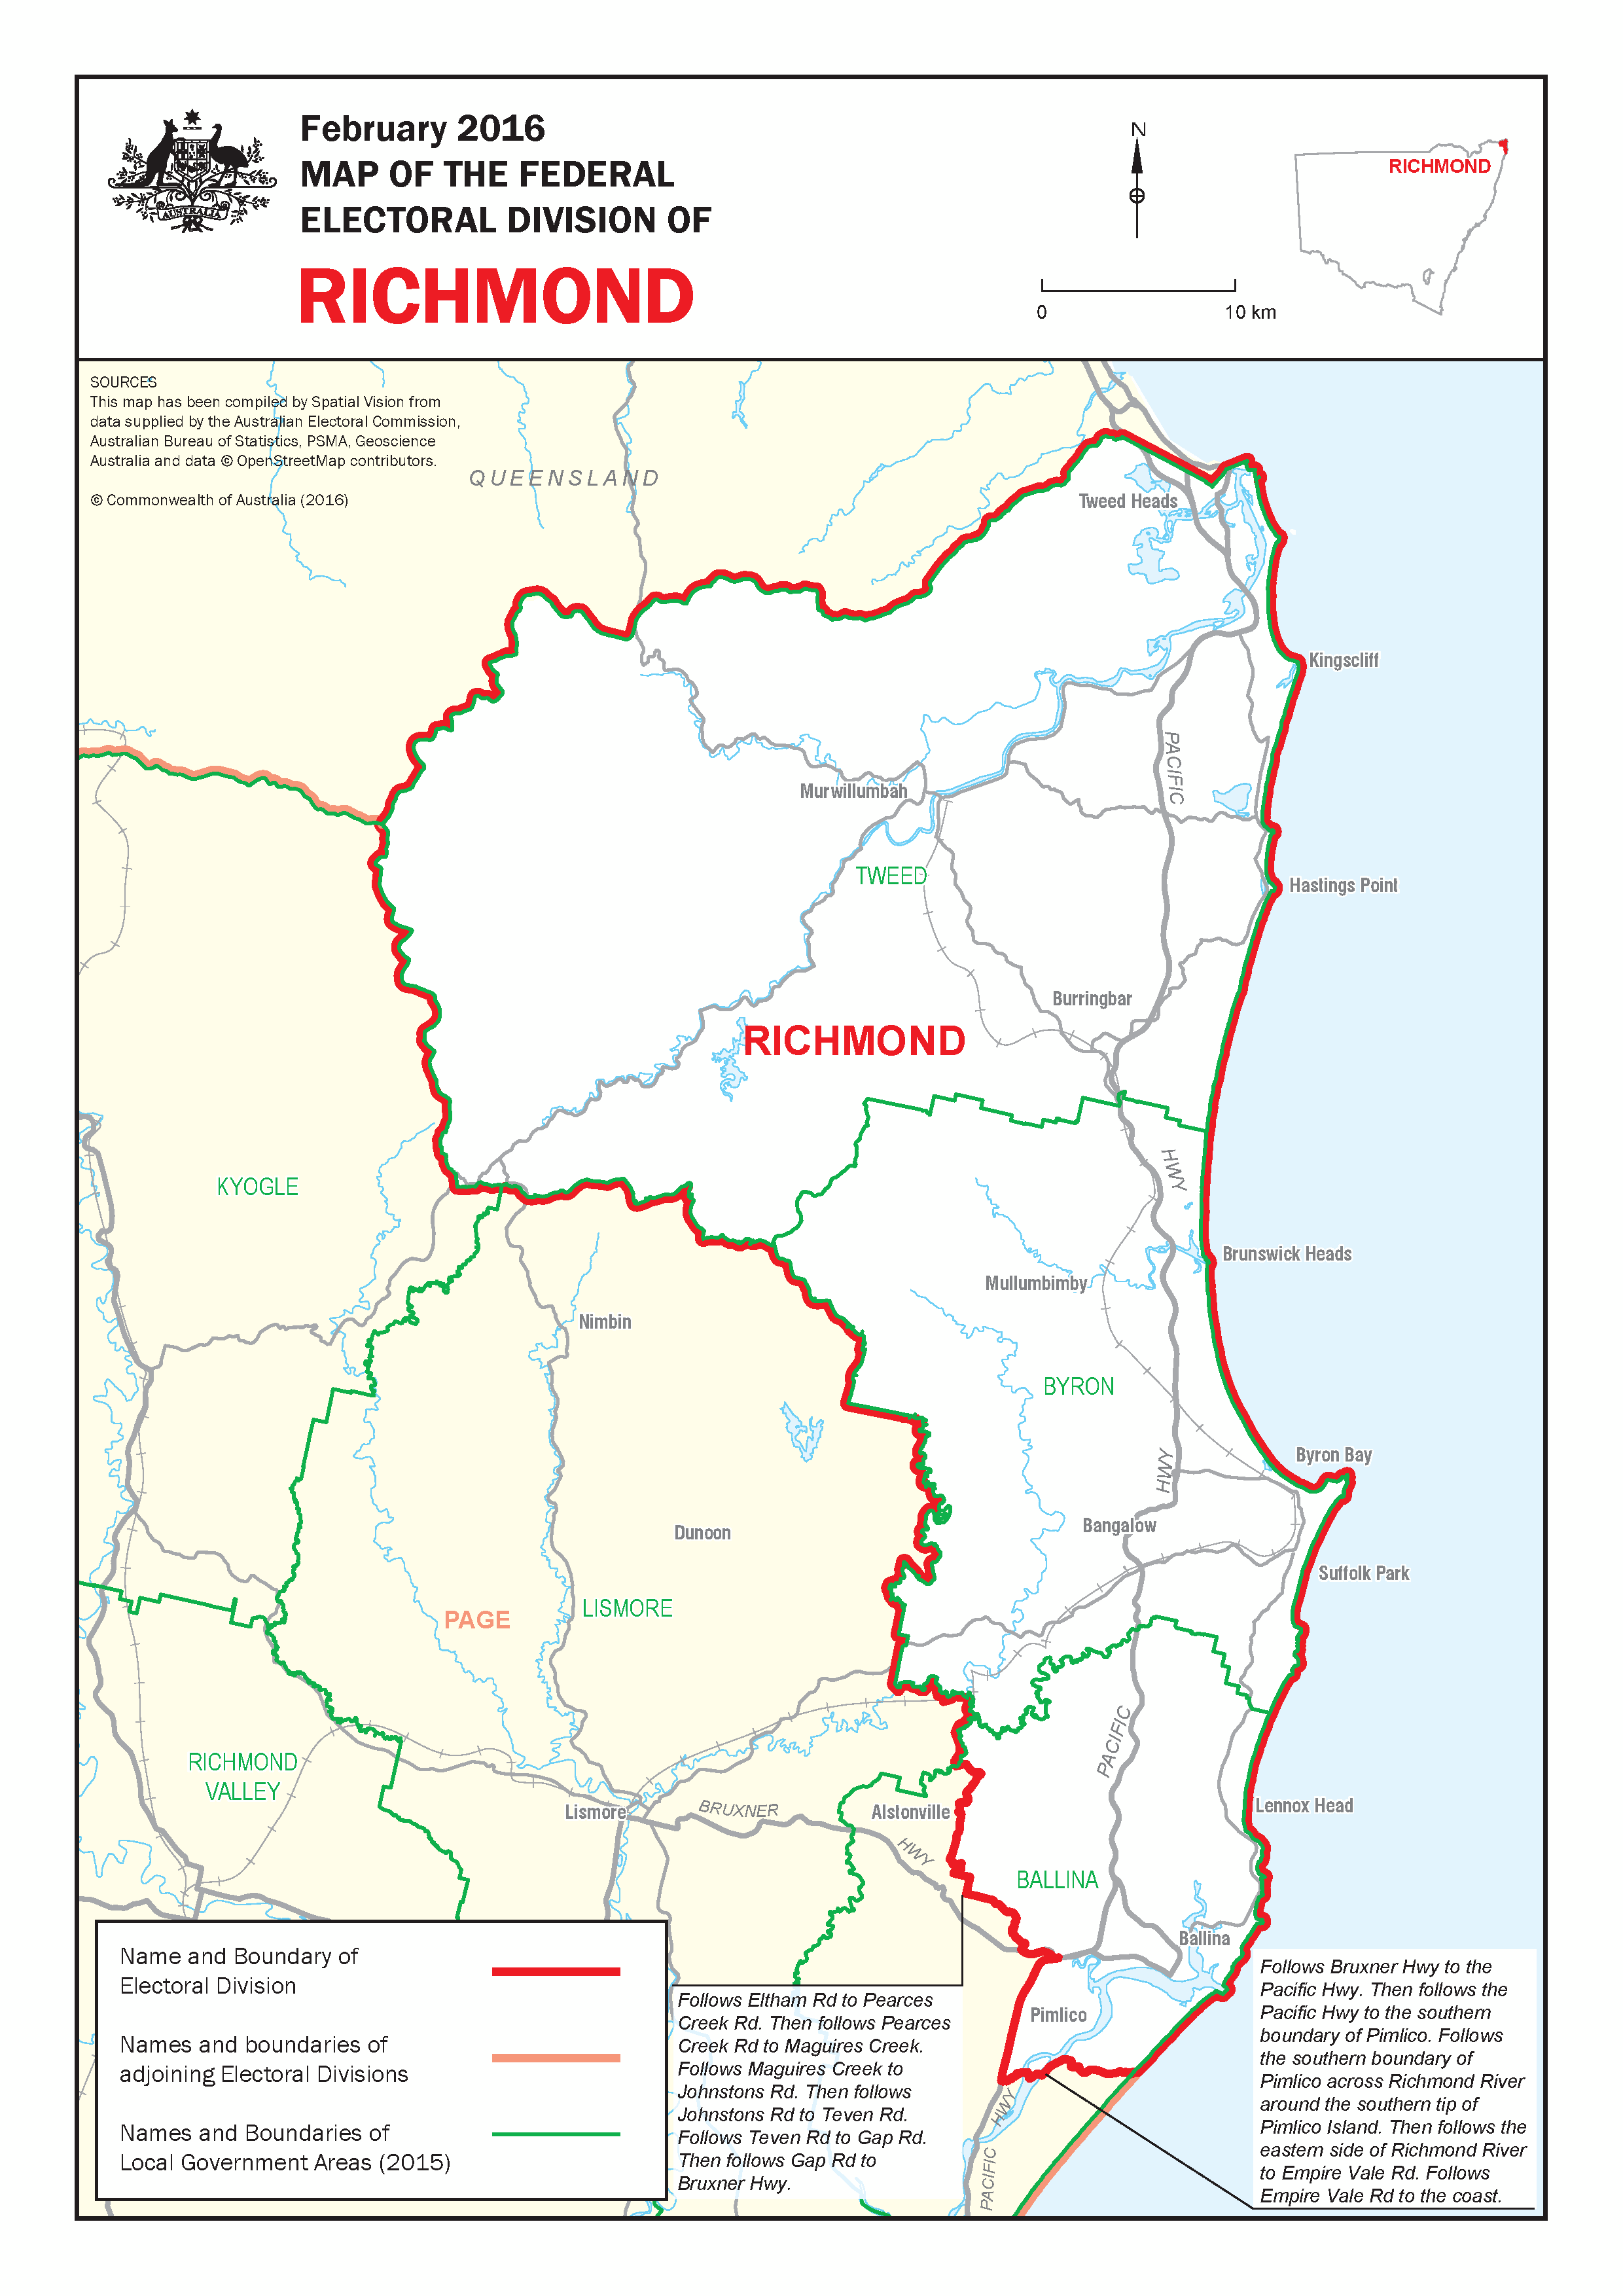 February 2016
MAP OF THE FEDERAL
ELECTORAL DIVISION OF
RICHMOND
AUSTRALIA
N
0
10 km
RICHMOND
SOURCES
This map has been compiled by Spatial Vision from
data supplied by the Australian Electoral Commission,
Australian Bureau of Statistics, PSMA, Geoscience
Australia and data © OpenStreetMap contributors.
© Commonwealth of Australia (2016)
QUEENSLAND
Tweed Heads
Kingscliff
PACIFIC
Murwillumbah
TWEED
Hastings Point
Burringbar
RICHMOND
HWY
KYOGLE
Brunswick Heads
Mullumbimby
Nimbin
BYRON
Byron Bay
HWY
Bangalow
Dunoon
Suffolk Park
PAGE
LISMORE
PACIFIC
RICHMOND
VALLEY
Lismore
BRUXNER
Alstonville
Lennox Head
HWY
BALLINA
Ballina
Pimlico
HWY
PACIFIC
Name and Boundary of
Electoral Division
Names and boundaries of
adjoining Electoral Divisions
Names and Boundaries of
Local Government Areas (2015)
Follows Eltham Rd to Pearces
Creek Rd. Then follows Pearces
Creek Rd to Maguires Creek.
Follows Maguires Creek to
Johnstons Rd. Then follows
Johnstons Rd to Teven Rd.
Follows Teven Rd to Gap Rd.
Then follows Gap Rd to
Bruxner Hwy.
Follows Bruxner Hwy to the
Pacific Hwy. Then follows the
Pacific Hwy to the southern
boundary of Pimlico. Follows
the southern boundary of
Pimlico across Richmond River
around the southern tip of
Pimlico Island. Then follows the
eastern side of Richmond River
to Empire Vale Rd. Follows
Empire Vale Rd to the coast.